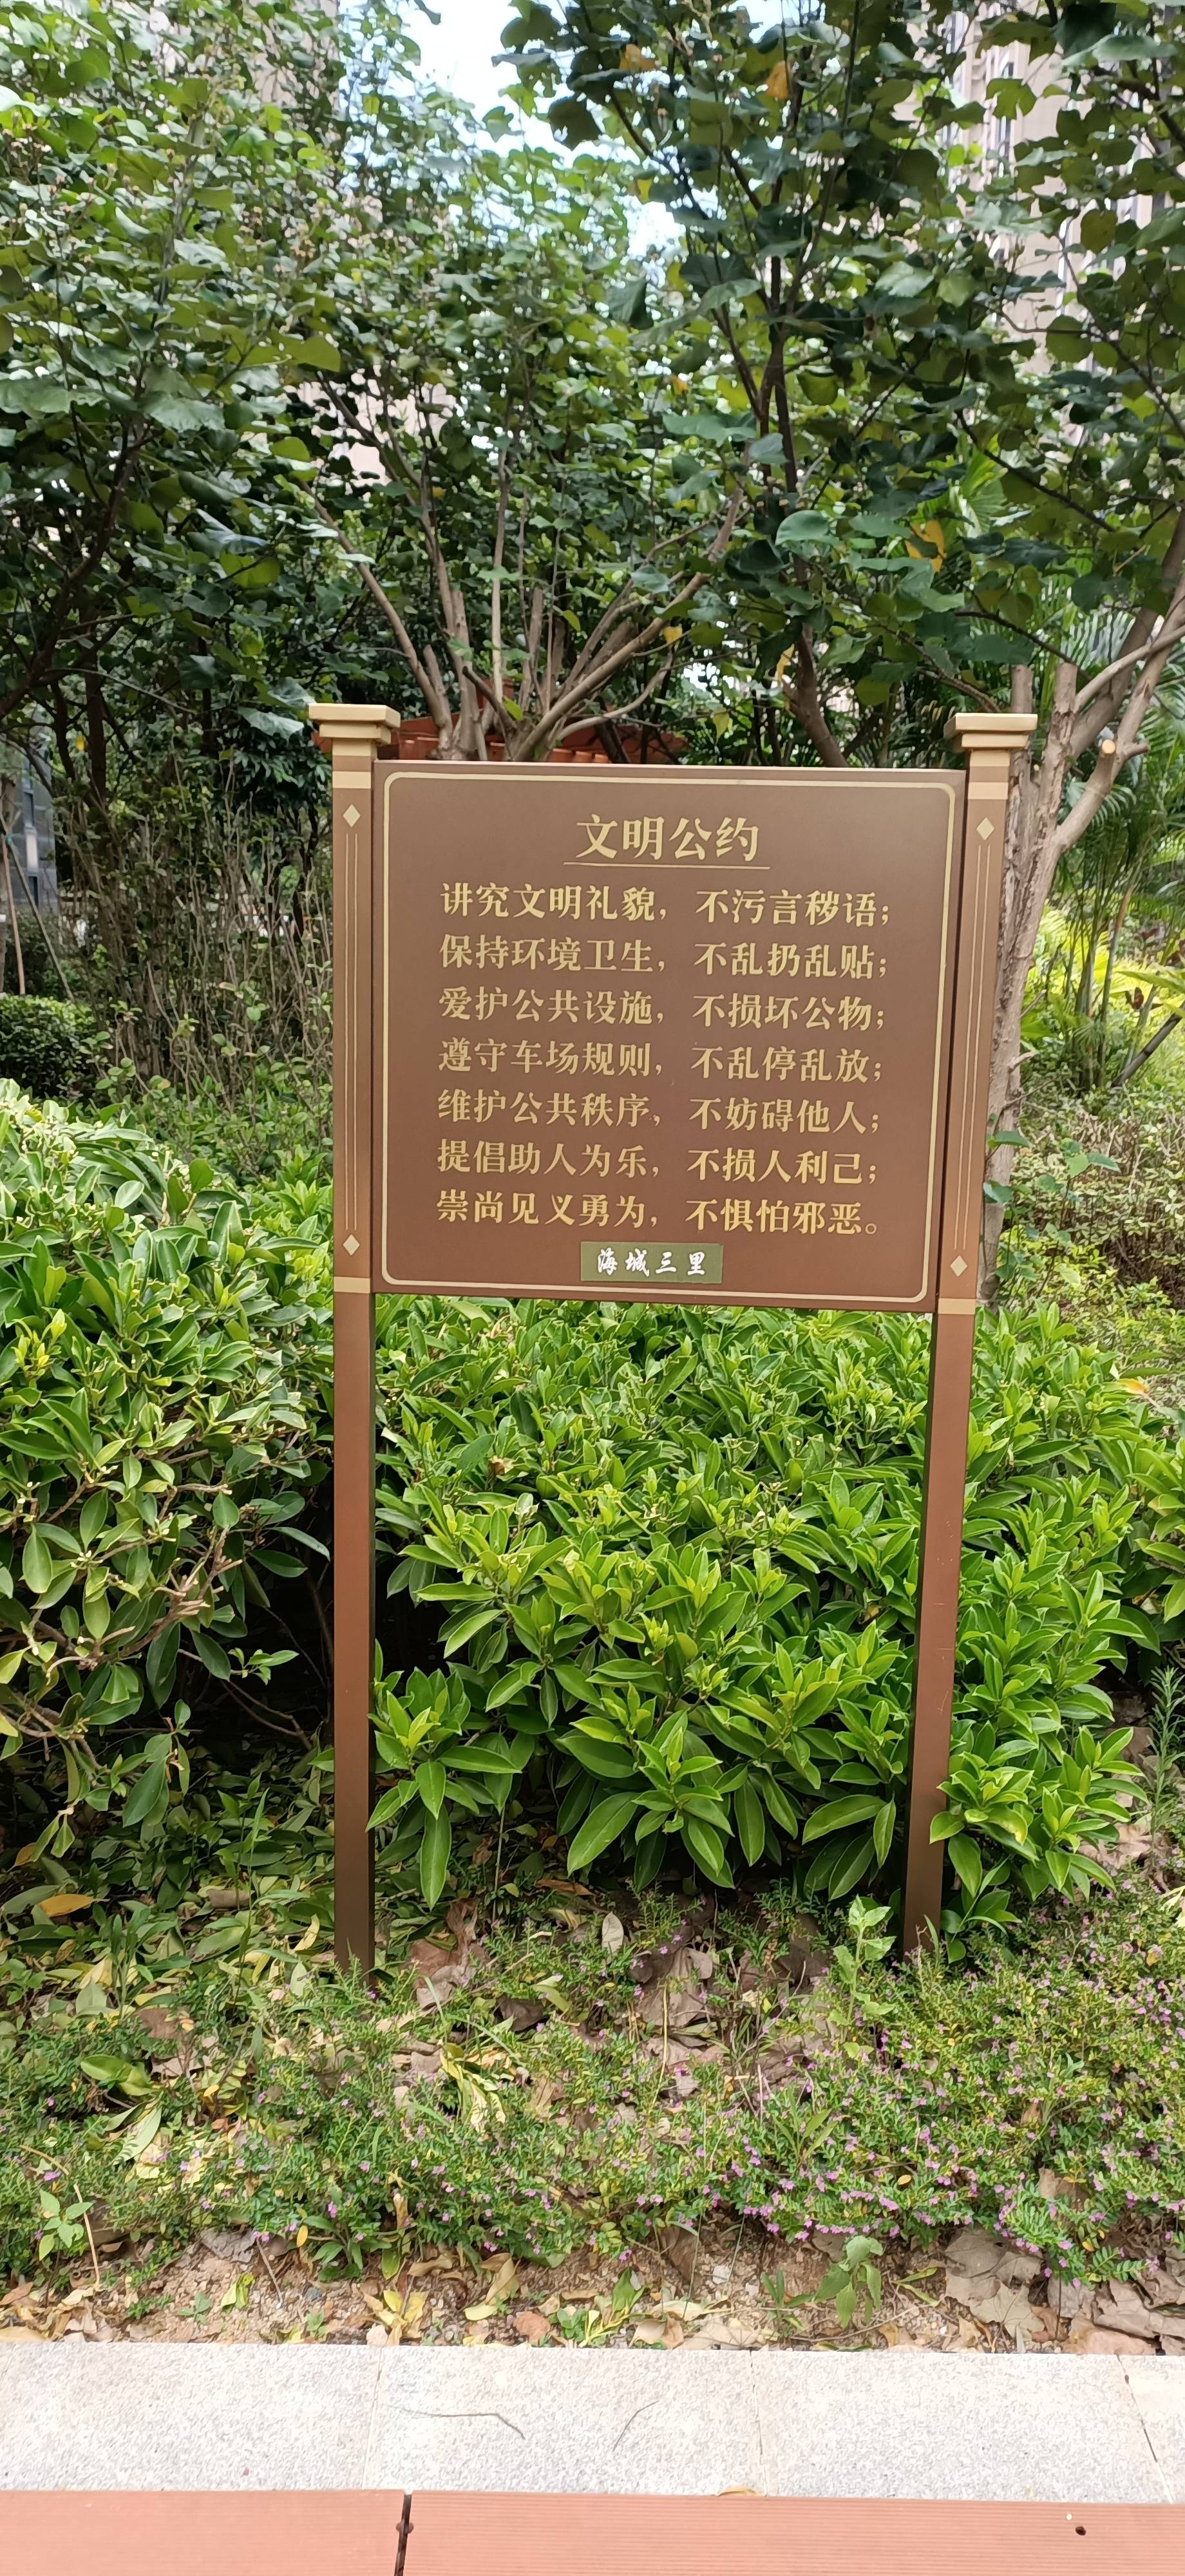 文明公约
讲究文明礼貌，不污言秽语；
保持环境卫生，不乱扔乱贴；
爱护公共设施，不损坏公物；
遵守车场规则，不乱停乱放；
维护公共秩序，不妨碍他人；
提倡助人为乐，不损人利己；
崇尚见义勇为，不惧怕邪恶。
海城三里